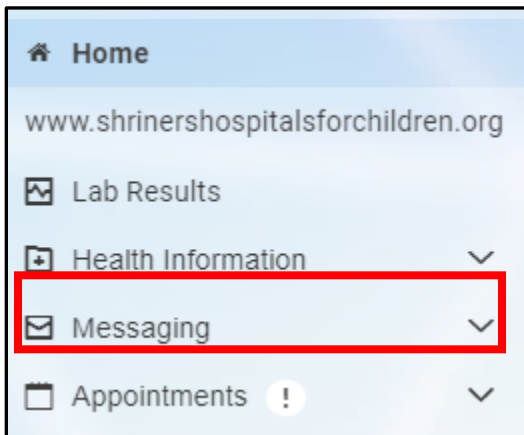 Home
www.shrinershospitalsforchildren.org
Lab Results
Health Information
Messaging
Appointments !